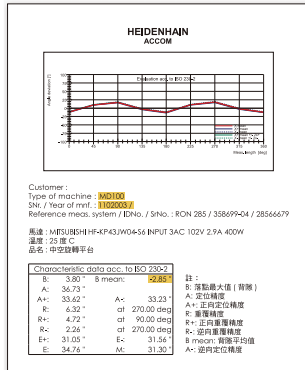 HEIDENHAIN
ACCOM
Evaluation acc. to ISO 230-2
Customer :
Type of machine : MD100
SNr. / Year of mnf. : 1102003 /
Reference meas. system / IDNo. / SrNo. : RON 285 / 358699-04 / 28566679
馬達 : MITSUBISHI HF-KP43JW04-S6 INPUT 3AC 102V 2.9A 400W
溫度 : 25 度 C
品名 : 中空旋轉平台
Characteristic data acc. to ISO 230-2
B: 3.80 " B mean: -2.85 "
A: 36.73 "
A+: 33.62 " A-: 33.23 "
R: 6.32 " at 270.00 deg
R+: 4.72 " at 90.00 deg
R-: 2.26 " at 270.00 deg
E+: 31.05 " E-: 31.56 "
E: 34.76 " M: 31.30 "
註 :
B: 落點最大值 ( 背隙 )
A: 定位精度
A+: 正向定位精度
R: 重覆精度
R+: 正向重覆精度
R-: 逆向重覆精度
B mean: 背隙平均值
A-: 逆向定位精度